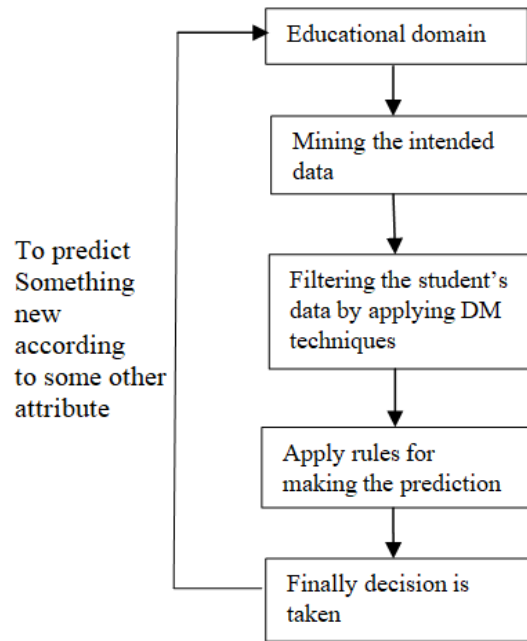 Educational domain
Mining the intended
data
To predict
Something
new
according
to some other
attribute
Filtering the student’s
data by applying DM
techniques
Apply rules for
making the prediction
Finally decision is
taken